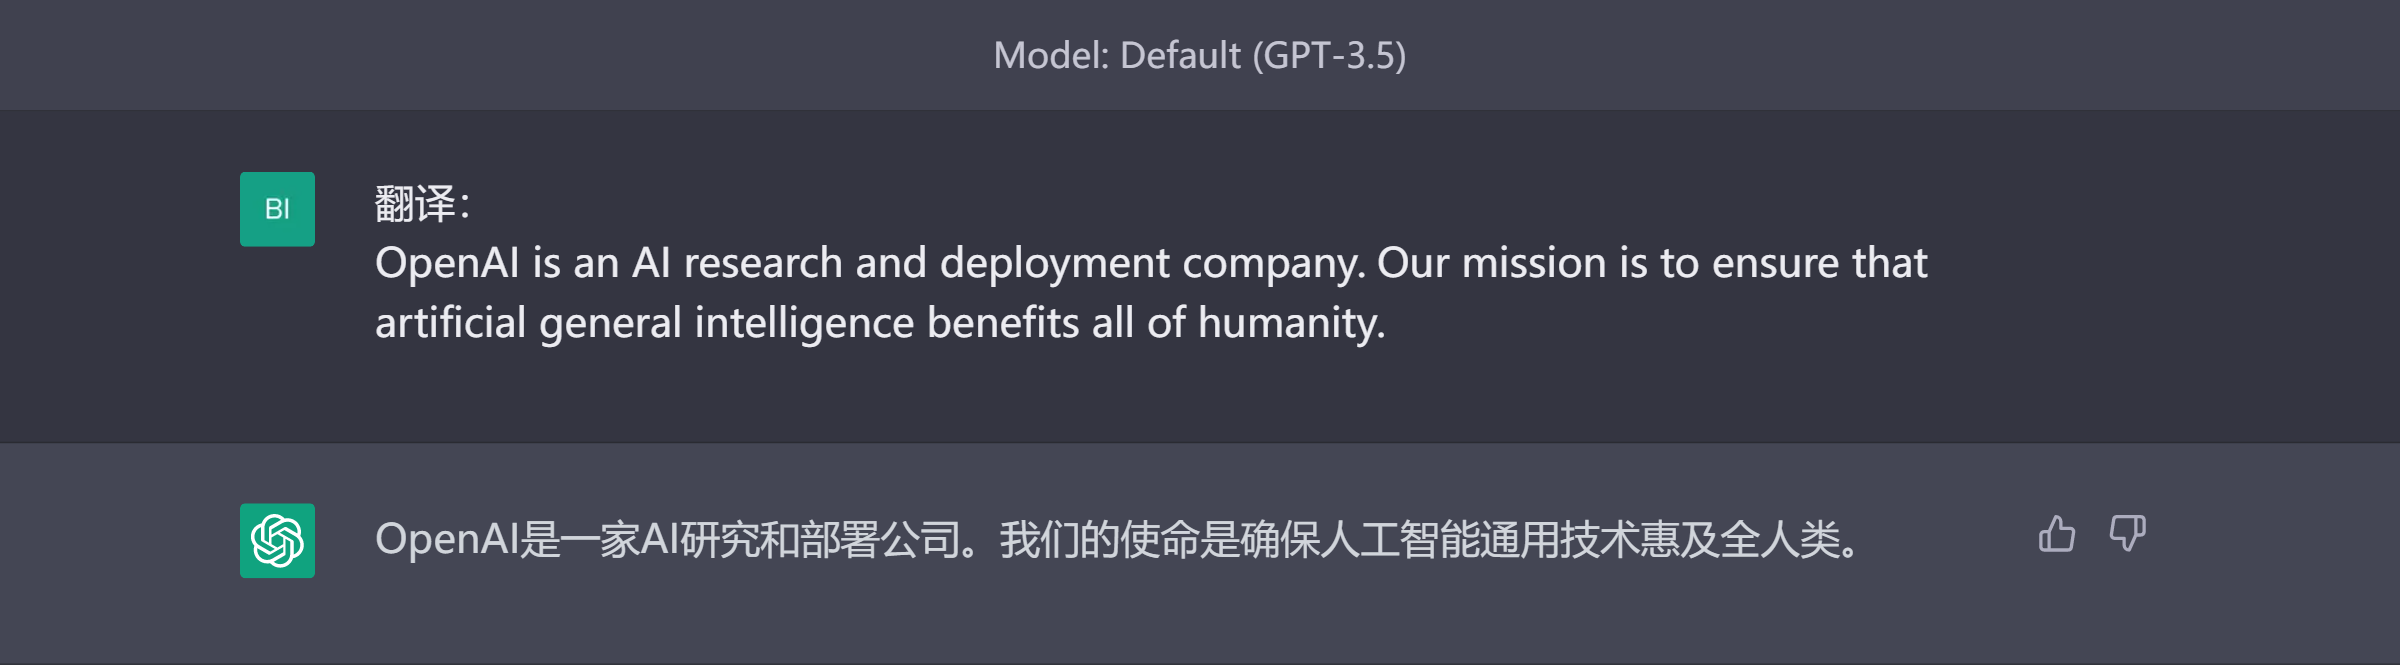 Model: Default (GPT-3.5)
BI
翻译：
OpenAI is an AI research and deployment company. Our mission is to ensure that
artificial general intelligence benefits all of humanity.
OpenAI是一家AI研究和部署公司。我们的使命是确保人工智能通用技术惠及全人类。